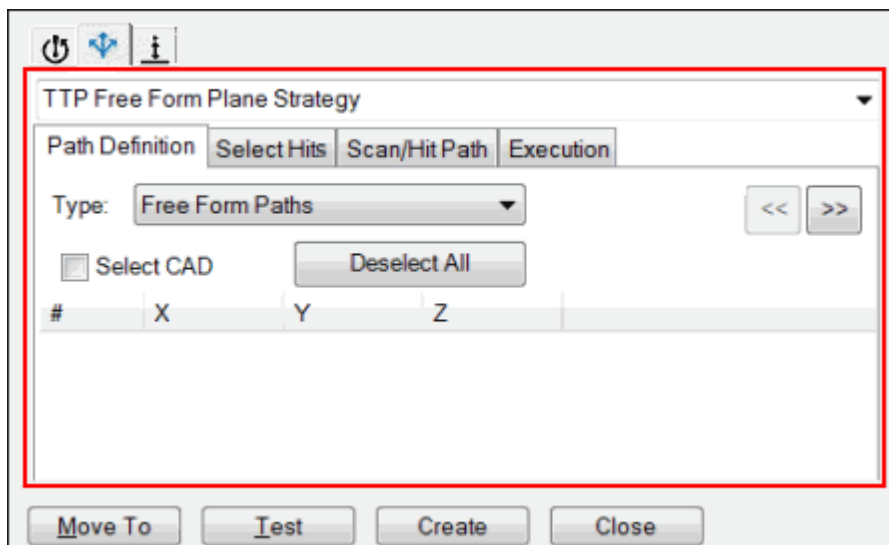 TTP Free Form Plane Strategy
Path Definition Select Hits Scan/Hit Path Execution
Type: Free Form Paths << >>
Select CAD Deselect All
# X Y Z
Move To Test Create Close